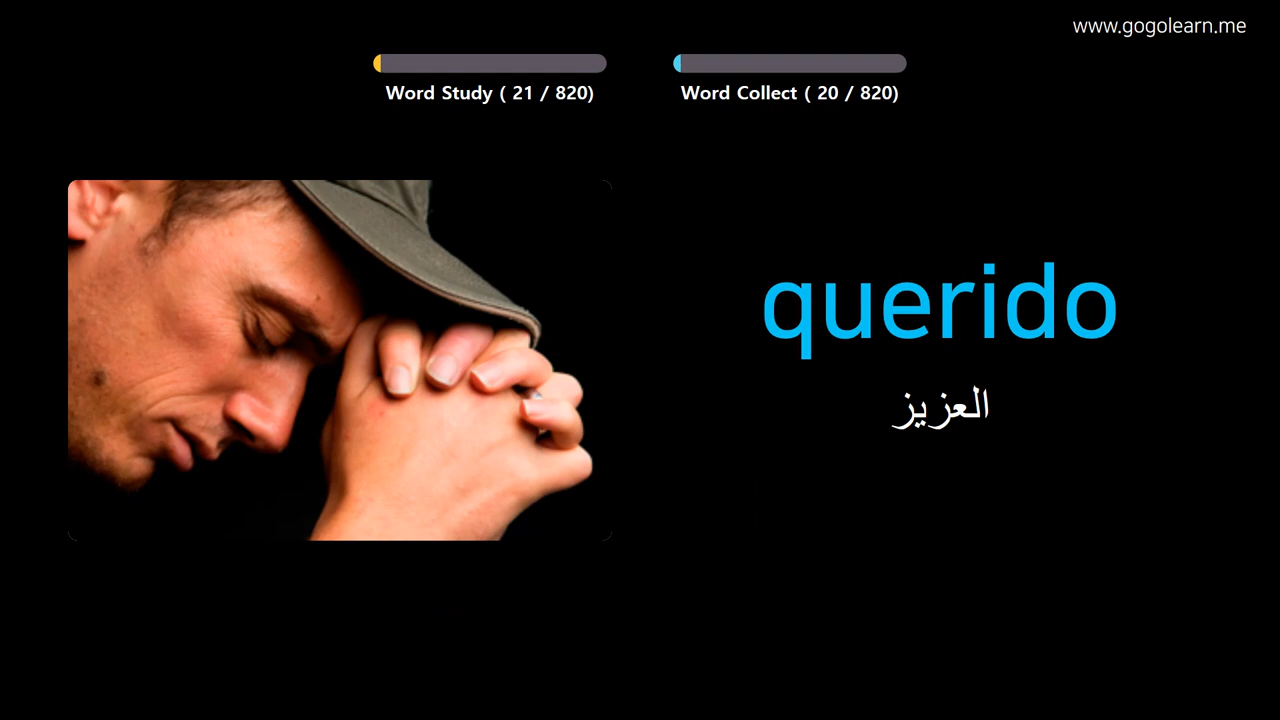 www.gogolearn.me
Word Study ( 21 / 820)
Word Collect ( 20 / 820)
querido
العزيز